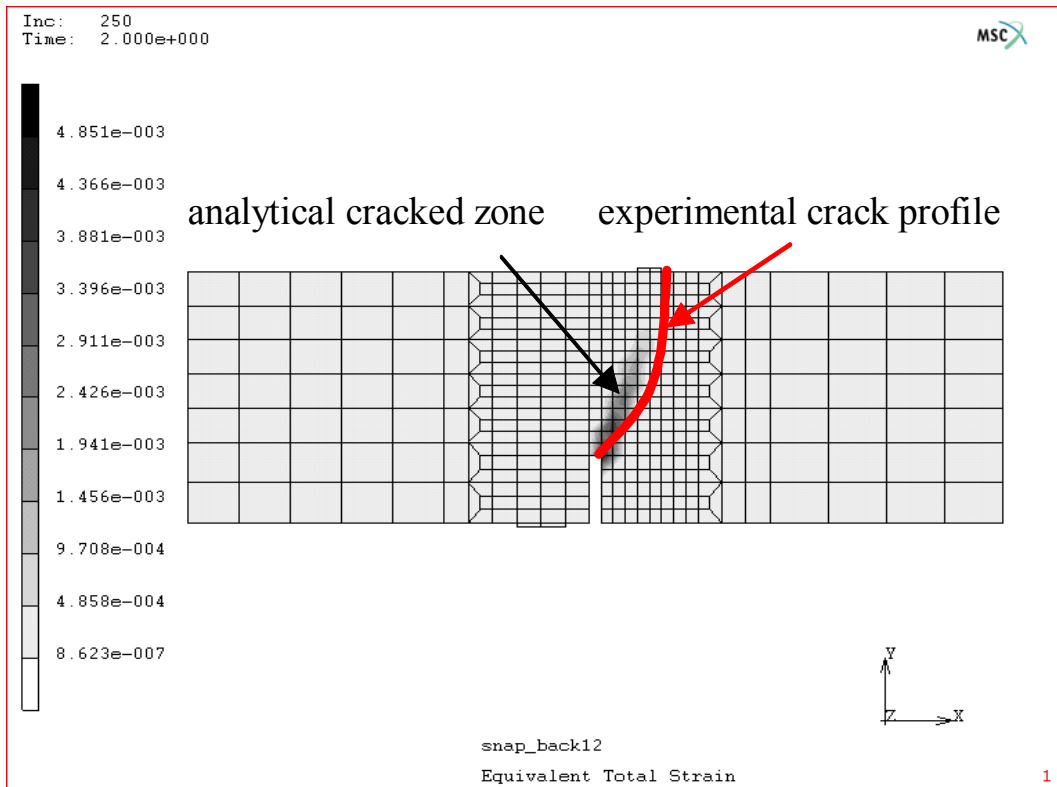 Inc: 250
Time: 2.000e+000
MSC
4.851e-003
4.366e-003
3.881e-003
3.396e-003
2.911e-003
2.426e-003
1.941e-003
1.456e-003
9.708e-004
4.858e-004
8.623e-007
analytical cracked zone
experimental crack profile
Y
Z
X
snap_back12
Equivalent Total Strain
1